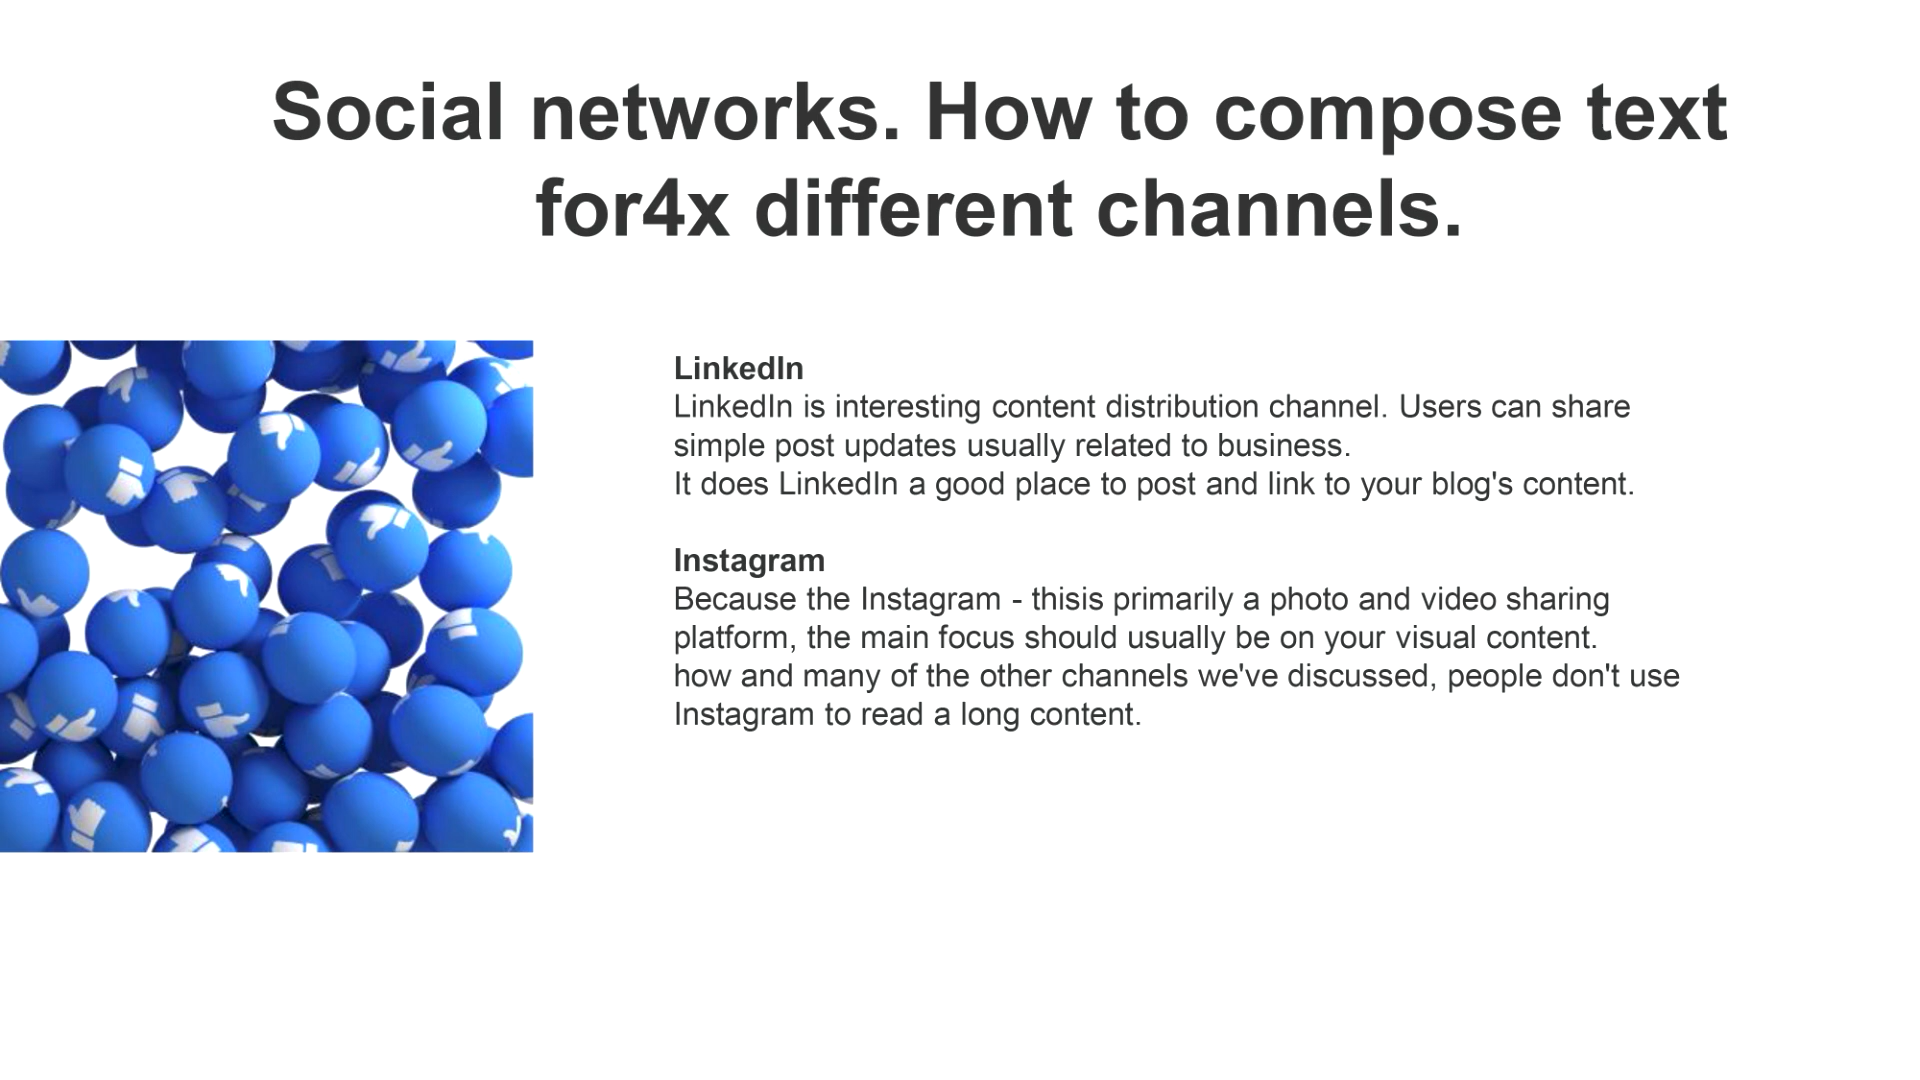 Social networks. How to compose text
for4x different channels.
LinkedIn
LinkedIn is interesting content distribution channel. Users can share
simple post updates usually related to business.
It does LinkedIn a good place to post and link to your blog's content.
Instagram
Because the Instagram - thisis primarily a photo and video sharing
platform, the main focus should usually be on your visual content.
how and many of the other channels we've discussed, people don't use
Instagram to read a long content.